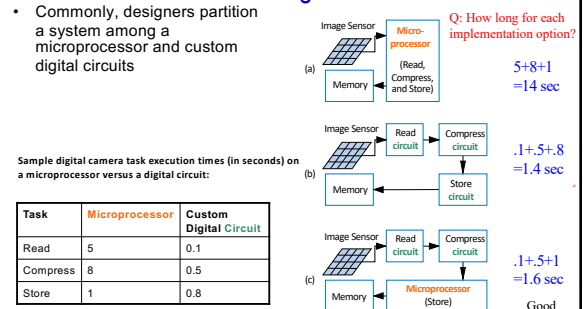 • Commonly, designers partition
a system among a
microprocessor and custom
digital circuits
Sample digital camera task execution times (in seconds) on
a microprocessor versus a digital circuit:
Task Microprocessor Custom
Digital Circuit
Read 5 0.1
Compress 8 0.5
Store 1 0.8
Q: How long for each
implementation option?
Image Sensor
Micro-
processor
(Read,
Compress,
and Store)
(a)
Memory
5+8+1
=14 sec
Image Sensor
Read
circuit
Compress
circuit
(b)
Memory
Store
circuit
.1+.5+.8
=1.4 sec
Image Sensor
Read
circuit
Compress
circuit
(c)
Memory
Microprocessor
(Store)
.1+.5+1
=1.6 sec
Good